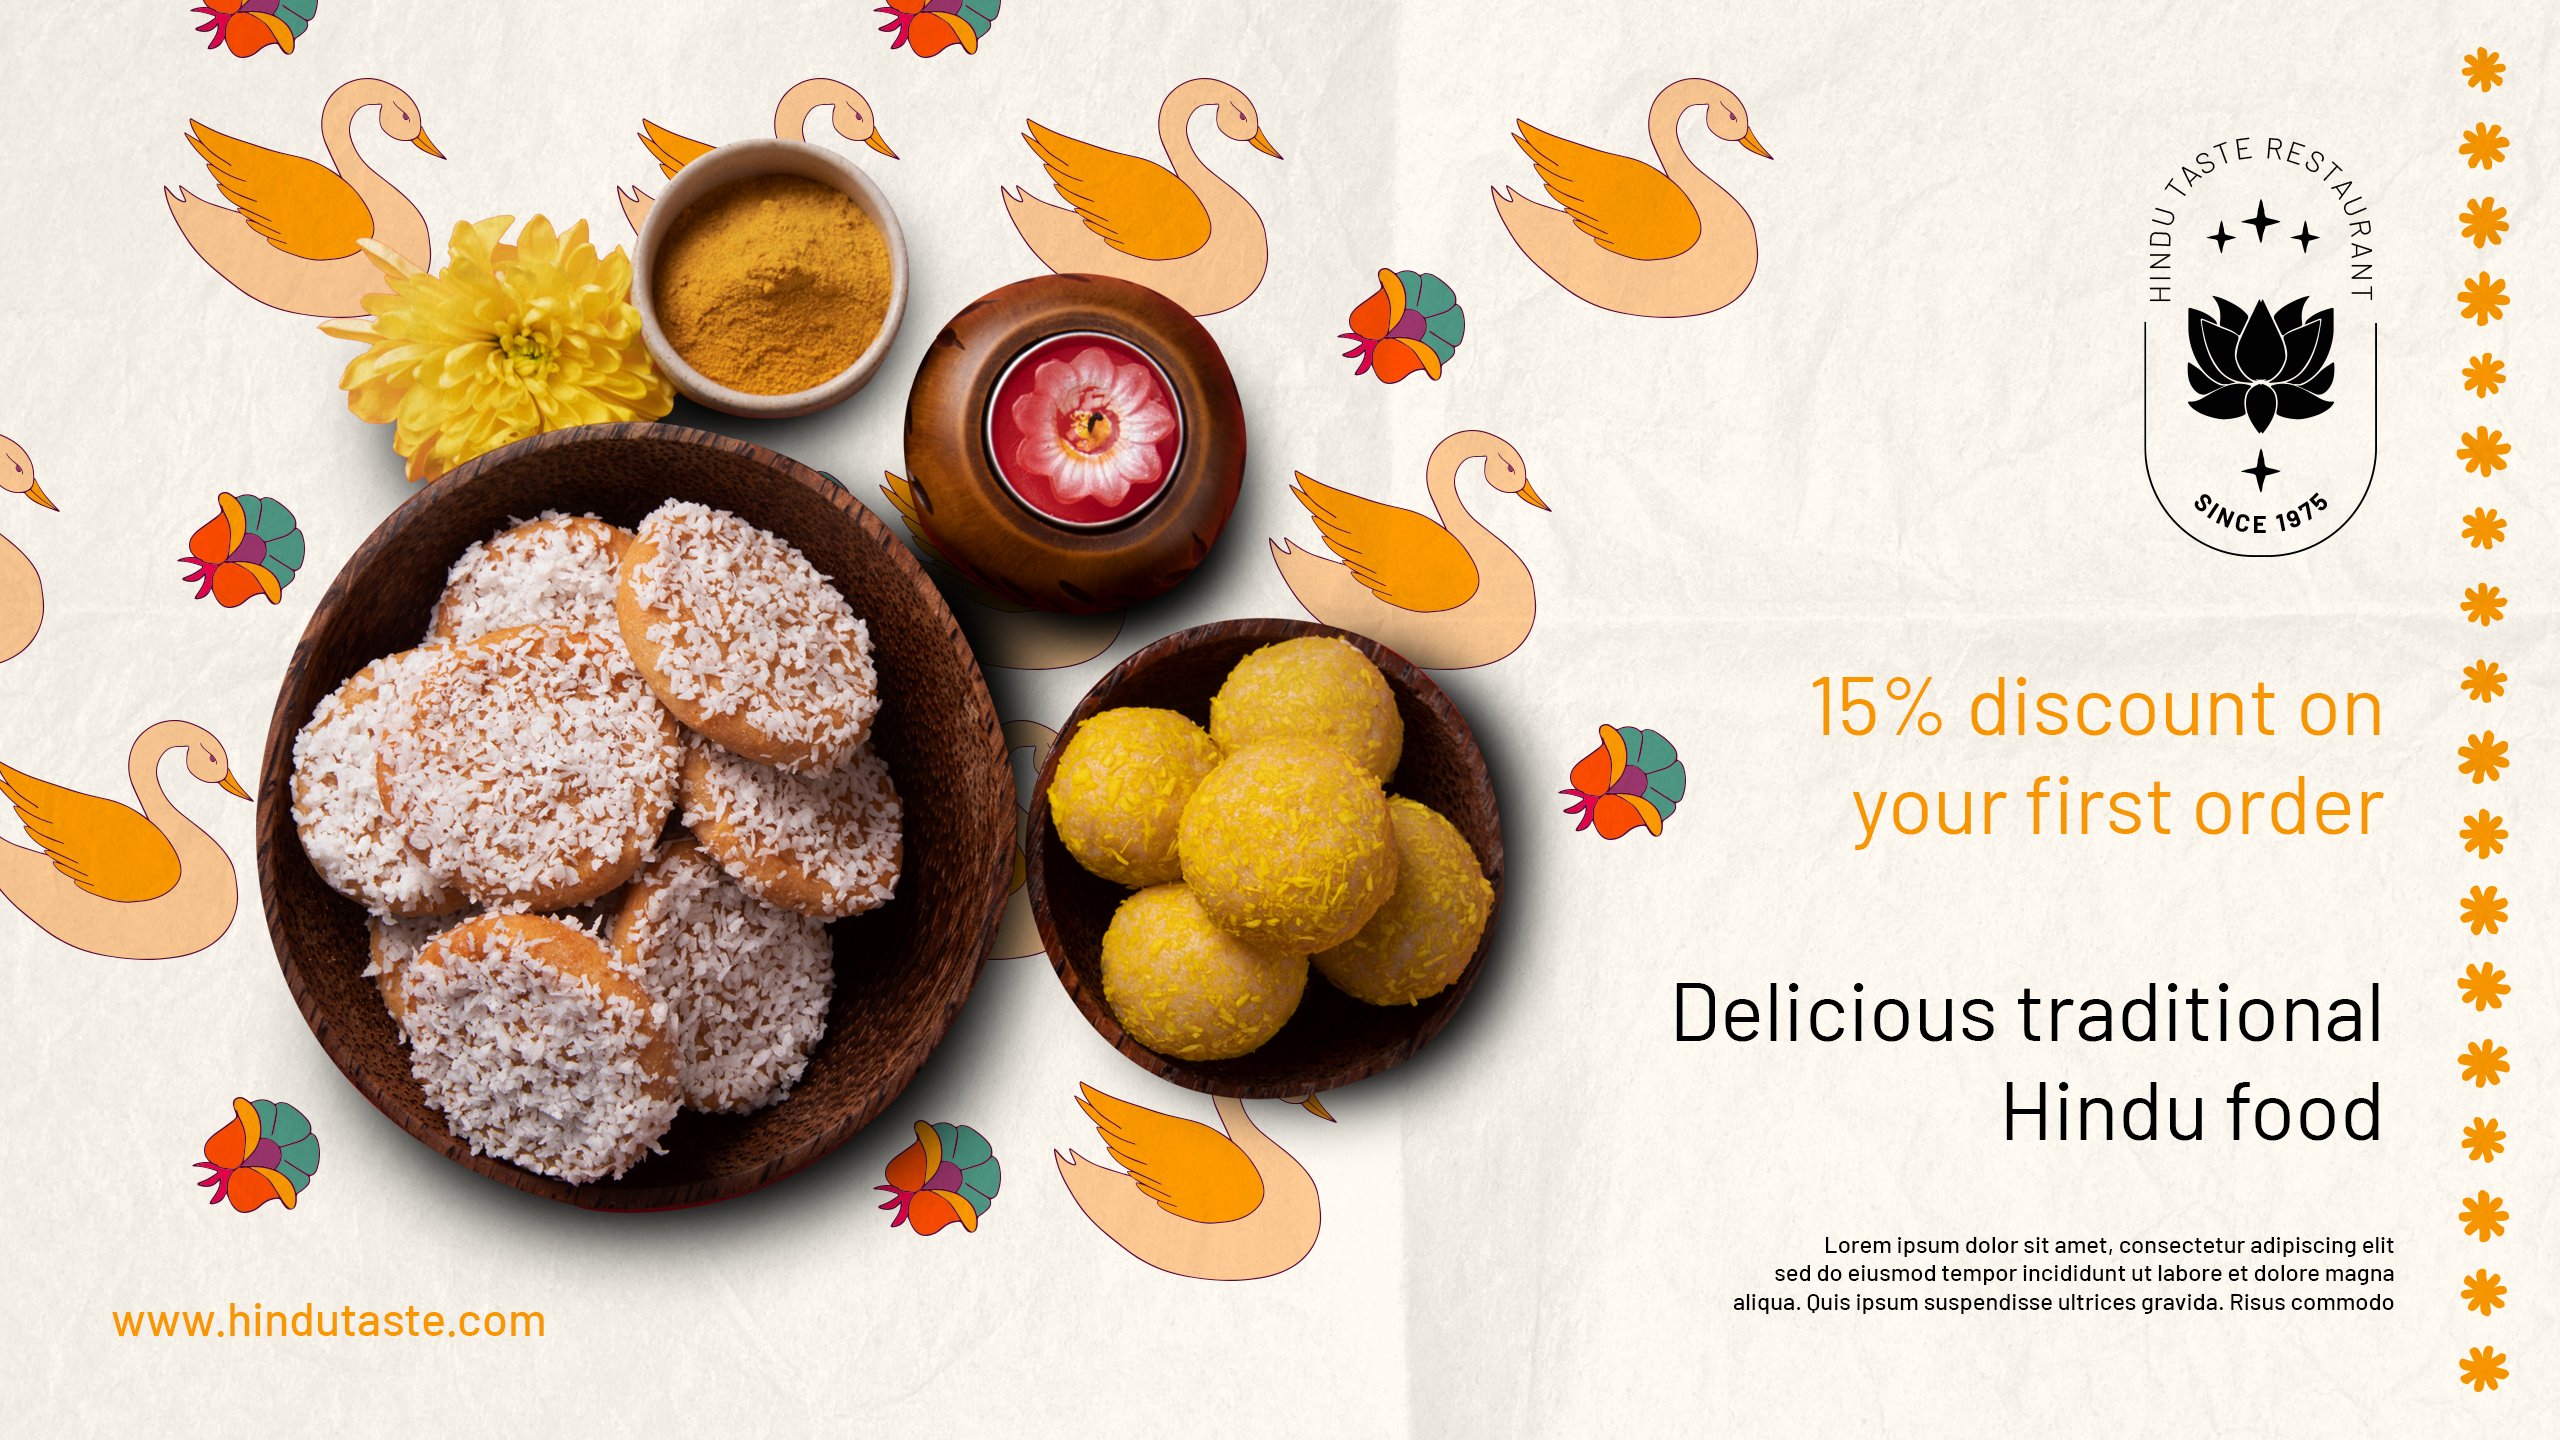 HINDU TASTE RESTAURANT
SINCE 1975
15% discount on
your first order
Delicious traditional
Hindu food
Lorem ipsum dolor sit amet, consectetur adipiscing elit
sed do eiusmod tempor incididunt ut labore et dolore magna
aliqua. Quis ipsum suspendisse ultrices gravida. Risus commodo
www.hindutaste.com